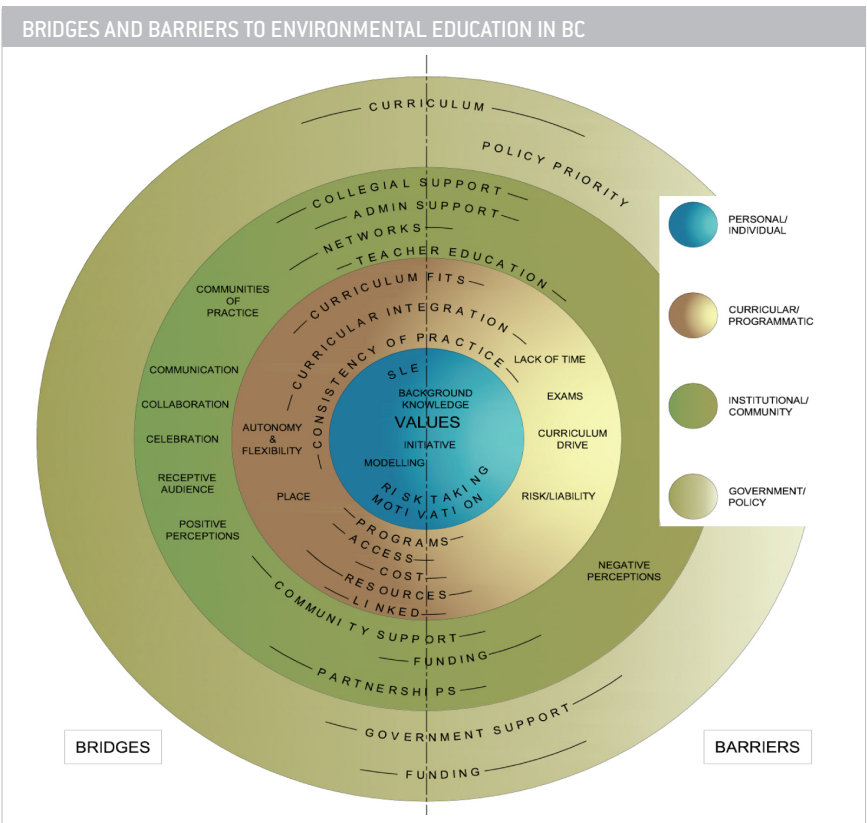 BRIDGES AND BARRIERS TO ENVIRONMENTAL EDUCATION IN BC
CURRICULUM
POLICY PRIORITY
COLLEGIAL SUPPORT
ADMIN SUPPORT
NETWORKS
TEACHER EDUCATION
CURRICULUM FITS
CURRICULAR INTEGRATION
CONSISTENCY OF PRACTICE
COMMUNITIES
OF
PRACTICE
COMMUNICATION
COLLABORATION
CELEBRATION
RECEPTIVE
AUDIENCE
POSITIVE
PERCEPTIONS
AUTONOMY
&
FLEXIBILITY
PLACE
SLE
BACKGROUND
KNOWLEDGE
VALUES
INITIATIVE
MODELLING
RISK TAKING
MOTIVATION
LACK OF TIME
EXAMS
CURRICULUM
DRIVE
RISK/LIABILITY
NEGATIVE
PERCEPTIONS
PROGRAMS
ACCESS
COST
RESOURCES
LINKED
COMMUNITY SUPPORT
FUNDING
PARTNERSHIPS
GOVERNMENT SUPPORT
FUNDING
PERSONAL/
INDIVIDUAL
CURRICULAR/
PROGRAMMATIC
INSTITUTIONAL/
COMMUNITY
GOVERNMENT/
POLICY
BRIDGES
BARRIERS